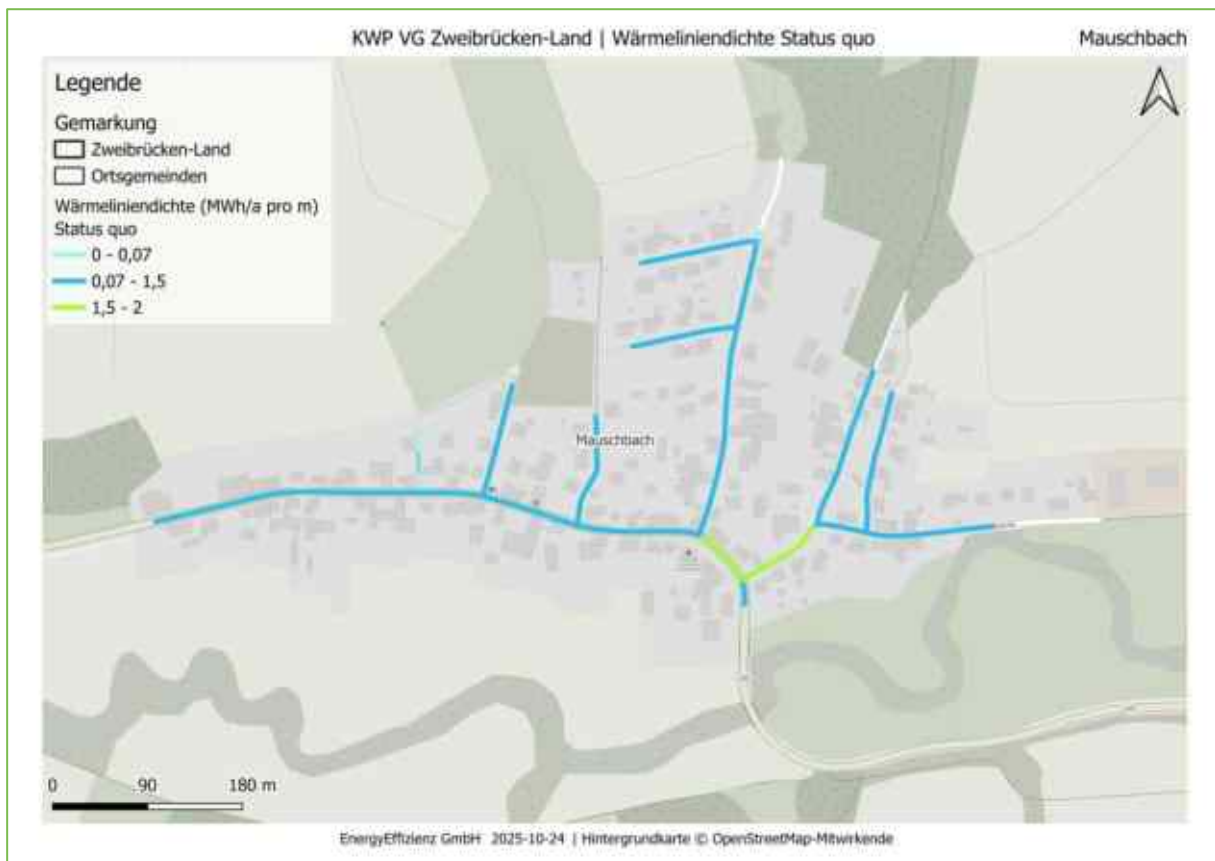 KWP VG Zweibrücken-Land | Wärmeliniendichte Status quo
Mauschbach
Legende
Gemarkung
Zweibrücken-Land
Ortsgemeinden
Wärmeliniendichte (MWh/a pro m)
Status quo
0 - 0,07
0,07 - 1,5
1,5 - 2
Mauschbach
0 90 180 m
EnergyEffizienz GmbH 2025-10-24 | Hintergrundkarte © OpenStreetMap-Mitwirkende